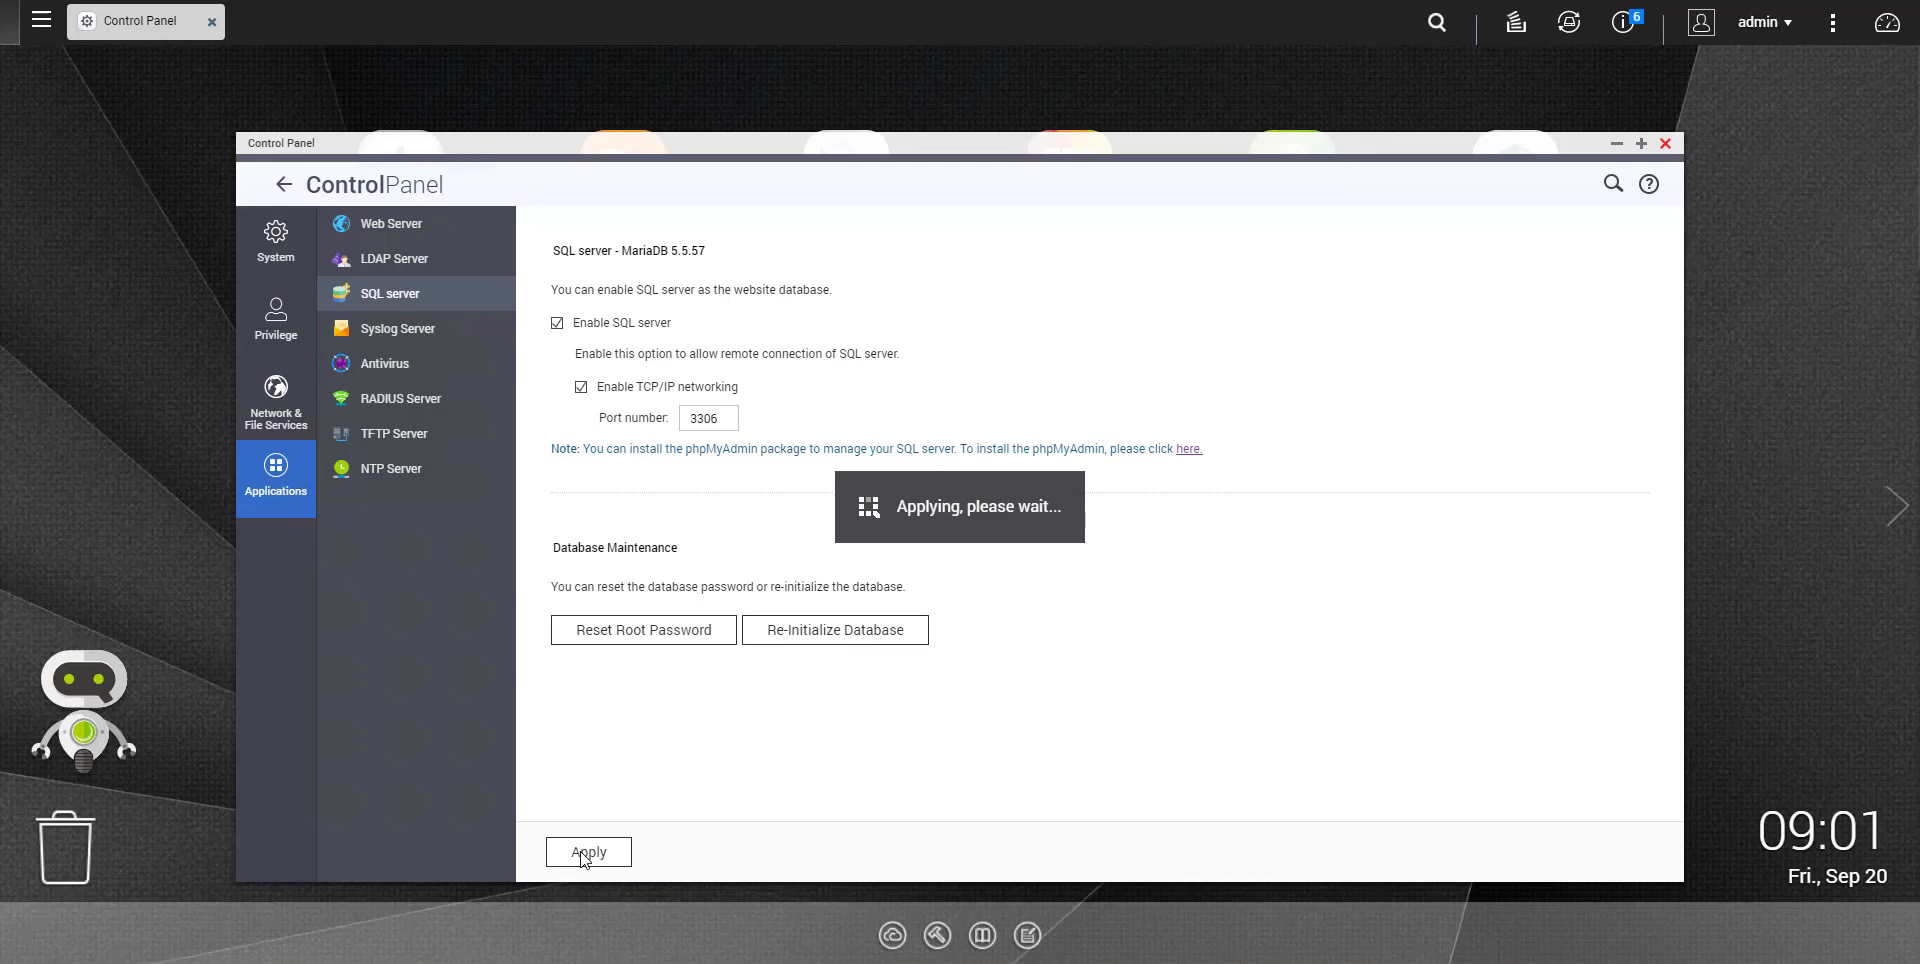 Control Panel
6
admin
Control Panel
ControlPanel
System
Privilege
Network &
File Services
Applications
Web Server
LDAP Server
SQL server
Syslog Server
Antivirus
RADIUS Server
TFTP Server
NTP Server
SQL server - MariaDB 5.5.57
You can enable SQL server as the website database.
Enable SQL server
Enable this option to allow remote connection of SQL server.
Enable TCP/IP networking
Port number: 3306
Note: You can install the phpMyAdmin package to manage your SQL server. To install the phpMyAdmin, please click here.
Applying, please wait...
Database Maintenance
You can reset the database password or re-initialize the database.
Reset Root Password Re-Initialize Database
Apply
09:01
Fri., Sep 20